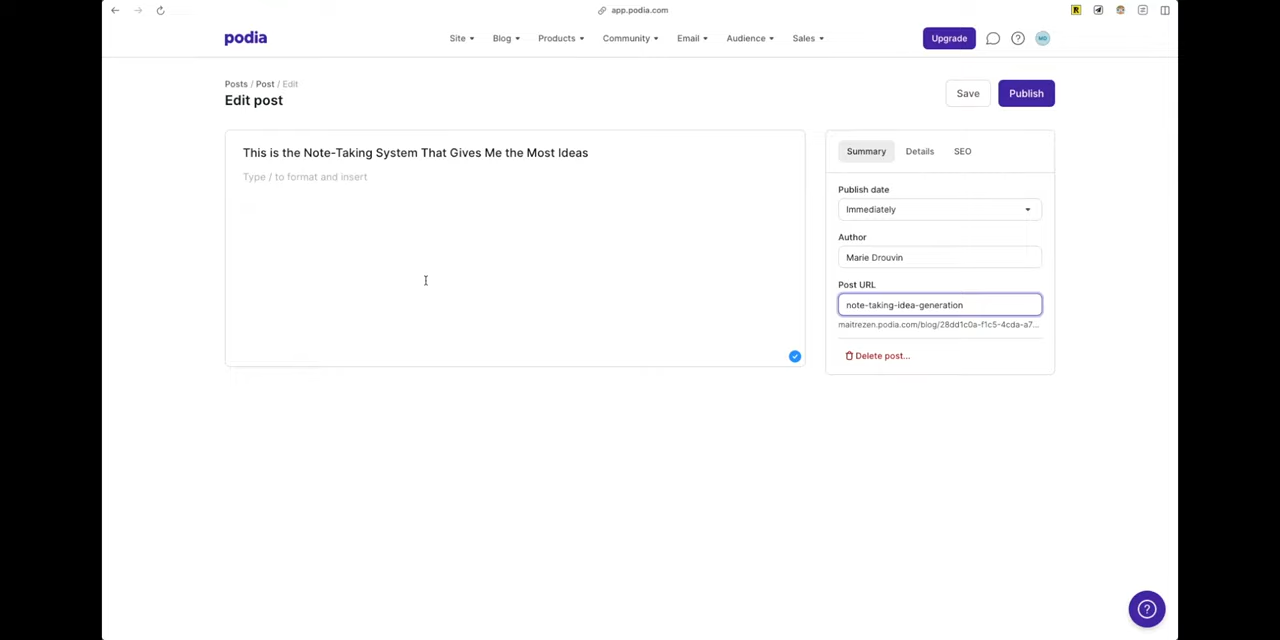 app.podia.com
podia
Site Blog Products Community Email Audience Sales Upgrade MD
Posts / Post / Edit
Edit post
Save Publish
This is the Note-Taking System That Gives Me the Most Ideas
Type / to format and insert
Summary Details SEO
Publish date
Immediately
Author
Marie Drouvin
Post URL
note-taking-idea-generation
maitrezen.podia.com/blog/28dd1c0a-f1c5-4cda-a7...
Delete post...